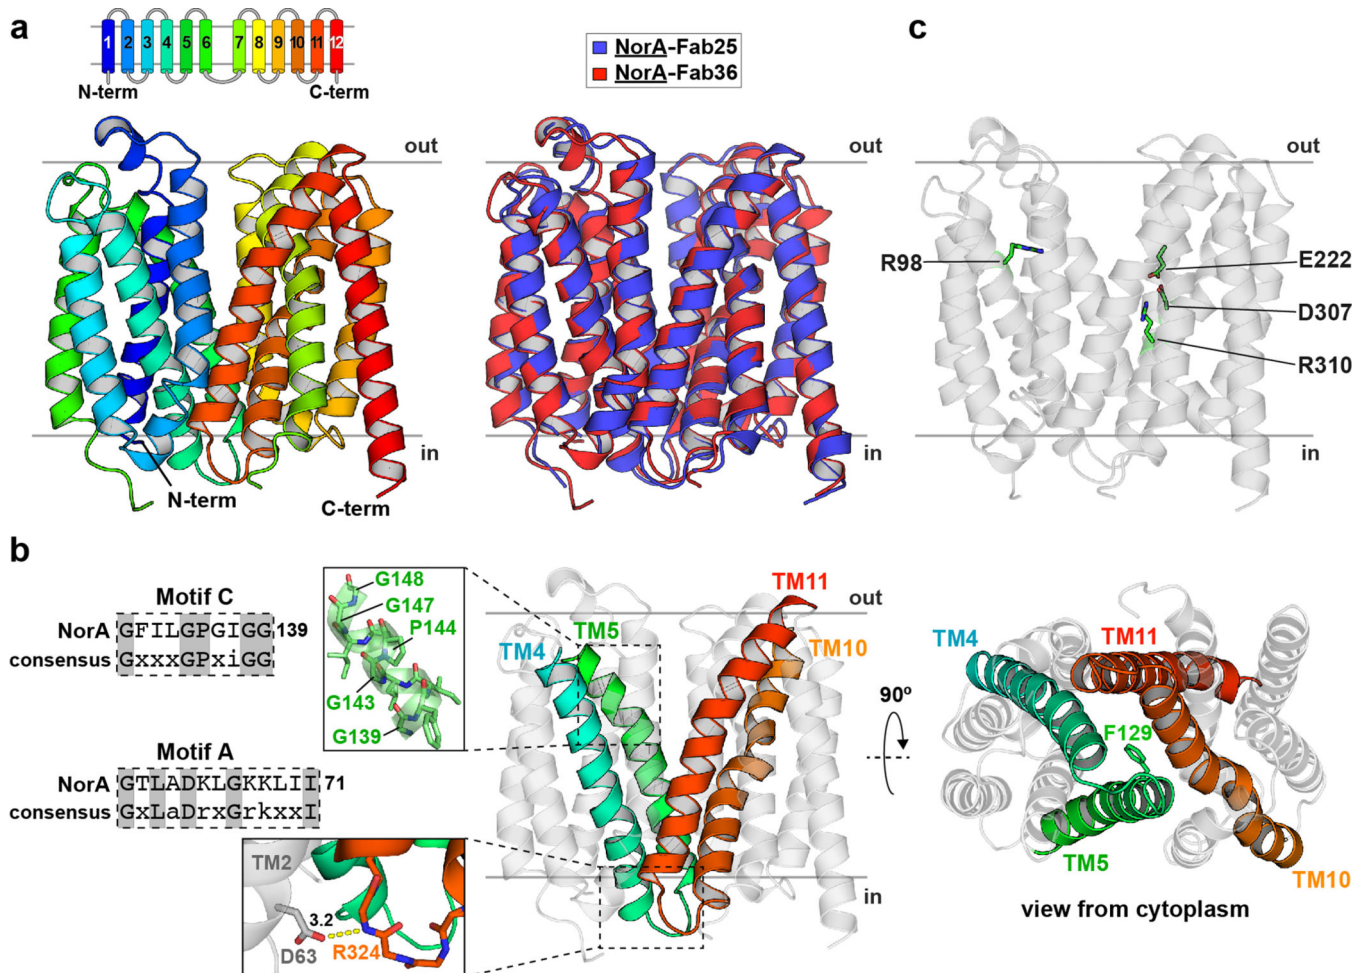 a
1 2 3 4 5 6 7 8 9 10 11 12
N-term
C-term
out
in
N-term
C-term
NorA-Fab25
NorA-Fab36
out
in
c
out
R98
E222
D307
R310
in
b
Motif C
NorA GFILGPGIGG 139
consensus GxxxGPxiGG
Motif A
NorA GTLADKLGKKLII 71
consensus GxLaDrxGrkxxI
G148
G147
P144
G143
G139
TM2
3.2
D63
R324
TM11
out
TM5
TM4
TM10
in
90º
TM4
TM11
F129
TM5
TM10
view from cytoplasm